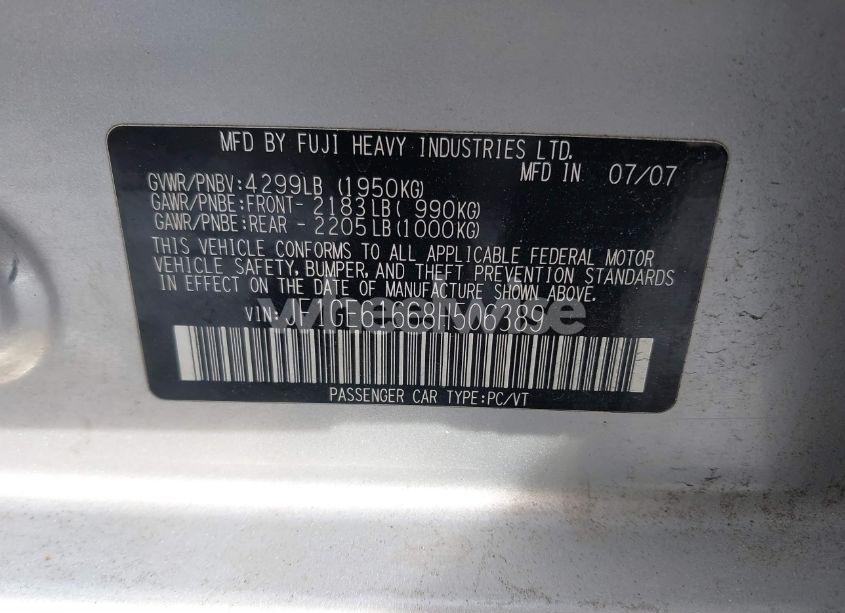 MFD BY FUJI HEAVY INDUSTRIES LTD.
MFD IN 07/07
GVWR/PNBV:4299LB (1950KG)
GAWR/PNBE:FRONT- 2183LB( 990KG)
GAWR/PNBE:REAR - 2205LB(1000KG)
THIS VEHICLE CONFORMS TO ALL APPLICABLE FEDERAL MOTOR
VEHICLE SAFETY, BUMPER, AND THEFT PREVENTION STANDARDS
IN EFFECT ON THE DATE OF MANUFACTURE SHOWN ABOVE.
VIN:JF1GE61668H506389
PASSENGER CAR TYPE:PC/VT